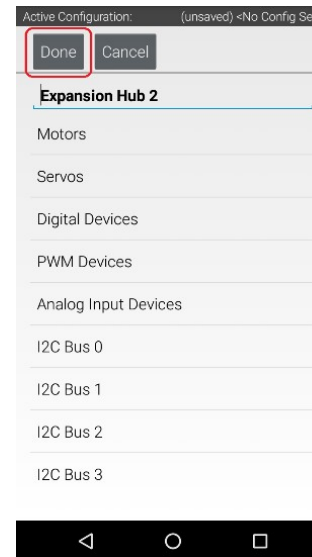 Active Configuration: (unsaved) <No Config Se
Done Cancel
Expansion Hub 2
Motors
Servos
Digital Devices
PWM Devices
Analog Input Devices
I2C Bus 0
I2C Bus 1
I2C Bus 2
I2C Bus 3